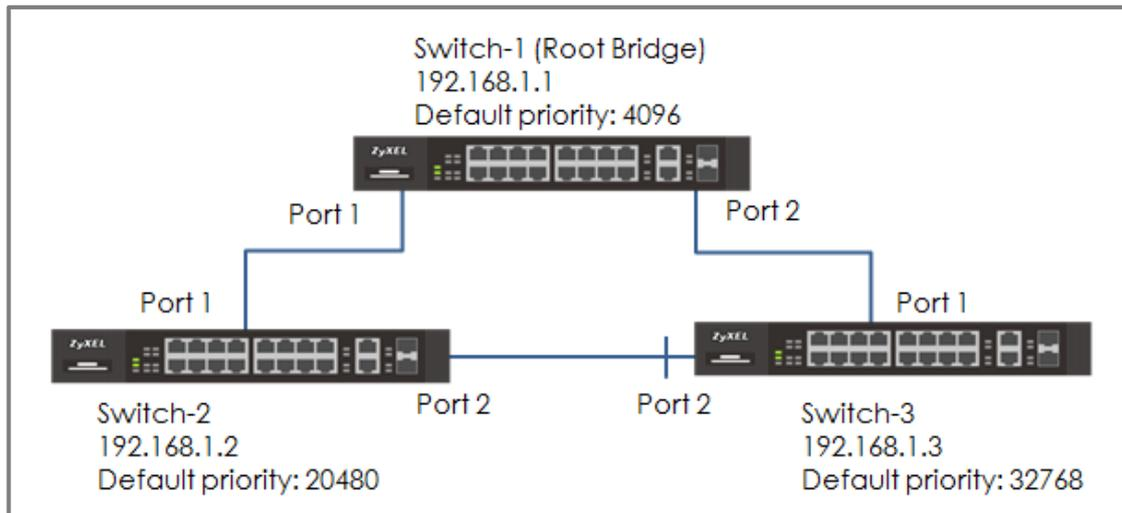 Switch-1 (Root Bridge)
192.168.1.1
Default priority: 4096
ZyXEL
Port 1
Port 2
Port 1
Port 1
ZyXEL
ZyXEL
Port 2
Port 2
Switch-2
192.168.1.2
Default priority: 20480
Switch-3
192.168.1.3
Default priority: 32768